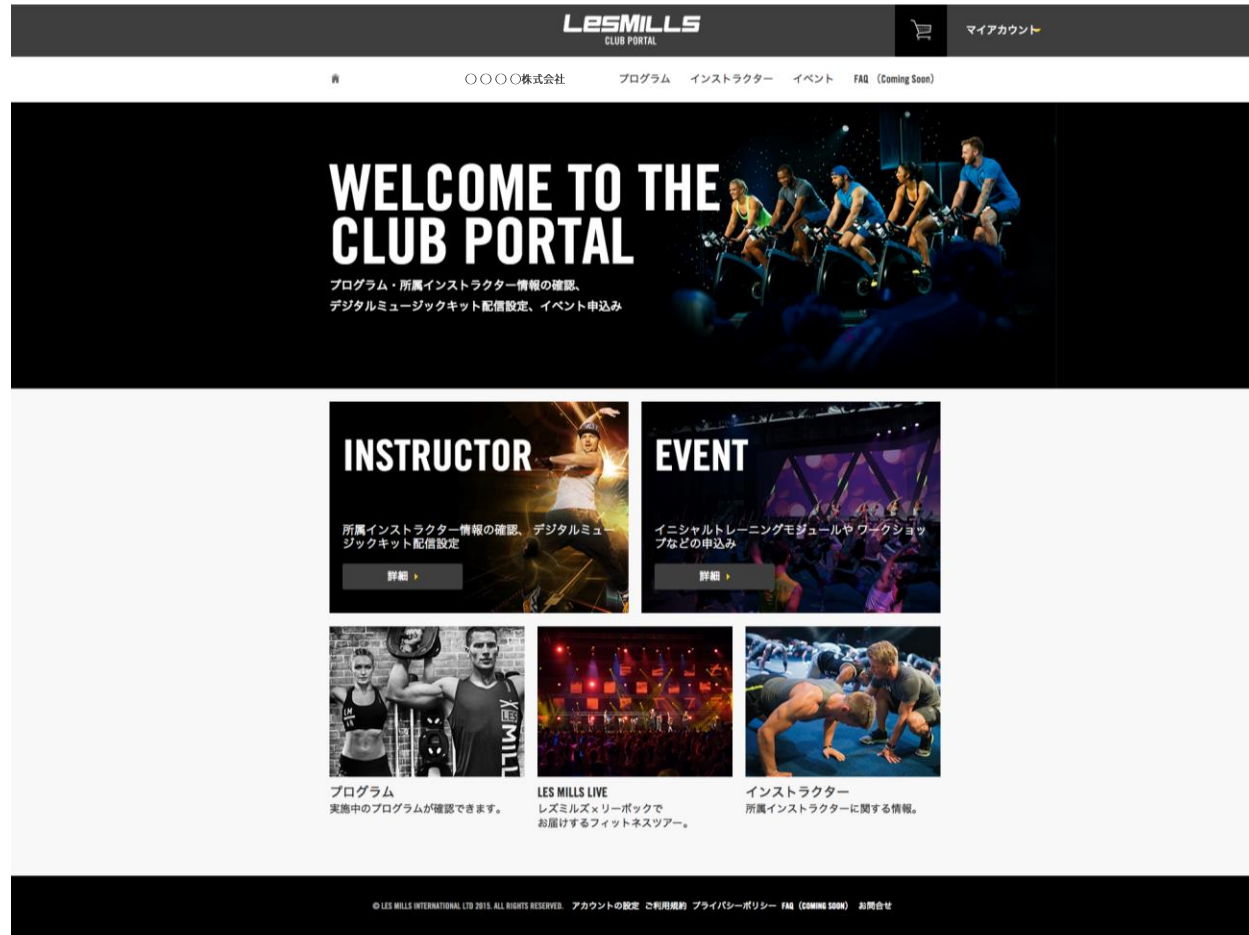 LESMILLS
CLUB PORTAL
マイアカウント
〇〇〇〇株式会社 プログラム インストラクター イベント FAQ (Coming Soon)
WELCOME TO THE
CLUB PORTAL
プログラム・所属インストラクター情報の確認、
デジタルミュージックキット配信設定、イベント申込み
INSTRUCTOR
所属インストラクター情報の確認、 デジタルミュー
ジックキット配信設定
詳細
EVENT
イニシャルトレーニングモジュールや ワークショッ
プなどの申込み
詳細
LM
LES MILL
プログラム
実施中のプログラムが確認できます。
LES MILLS LIVE
レズミルズ×リーボックで
お届けするフィットネスツアー。
インストラクター
所属インストラクターに関する情報。
© LES MILLS INTERNATIONAL LTD 2015. ALL RIGHTS RESERVED. アカウントの設定 ご利用規約 プライバシーポリシー FAQ (COMING SOON) お問合せ